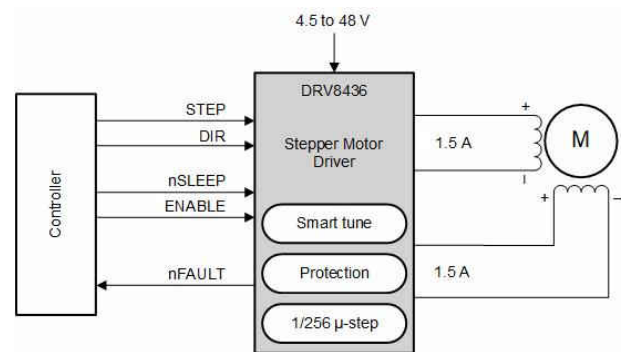 4.5 to 48 V
DRV8436
Stepper Motor
Driver
Controller
STEP
DIR
nSLEEP
ENABLE
nFAULT
Smart tune
Protection
1/256 µ-step
+
1.5 A
–
M
+
–
1.5 A